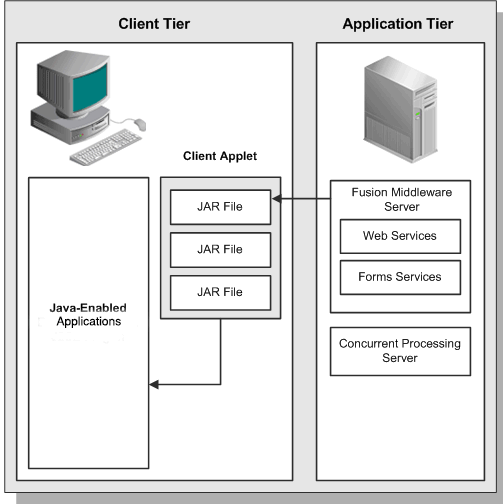 Client Tier
Application Tier
Client Applet
JAR File
JAR File
JAR File
Java-Enabled
Applications
Fusion Middleware
Server
Web Services
Forms Services
Concurrent Processing
Server